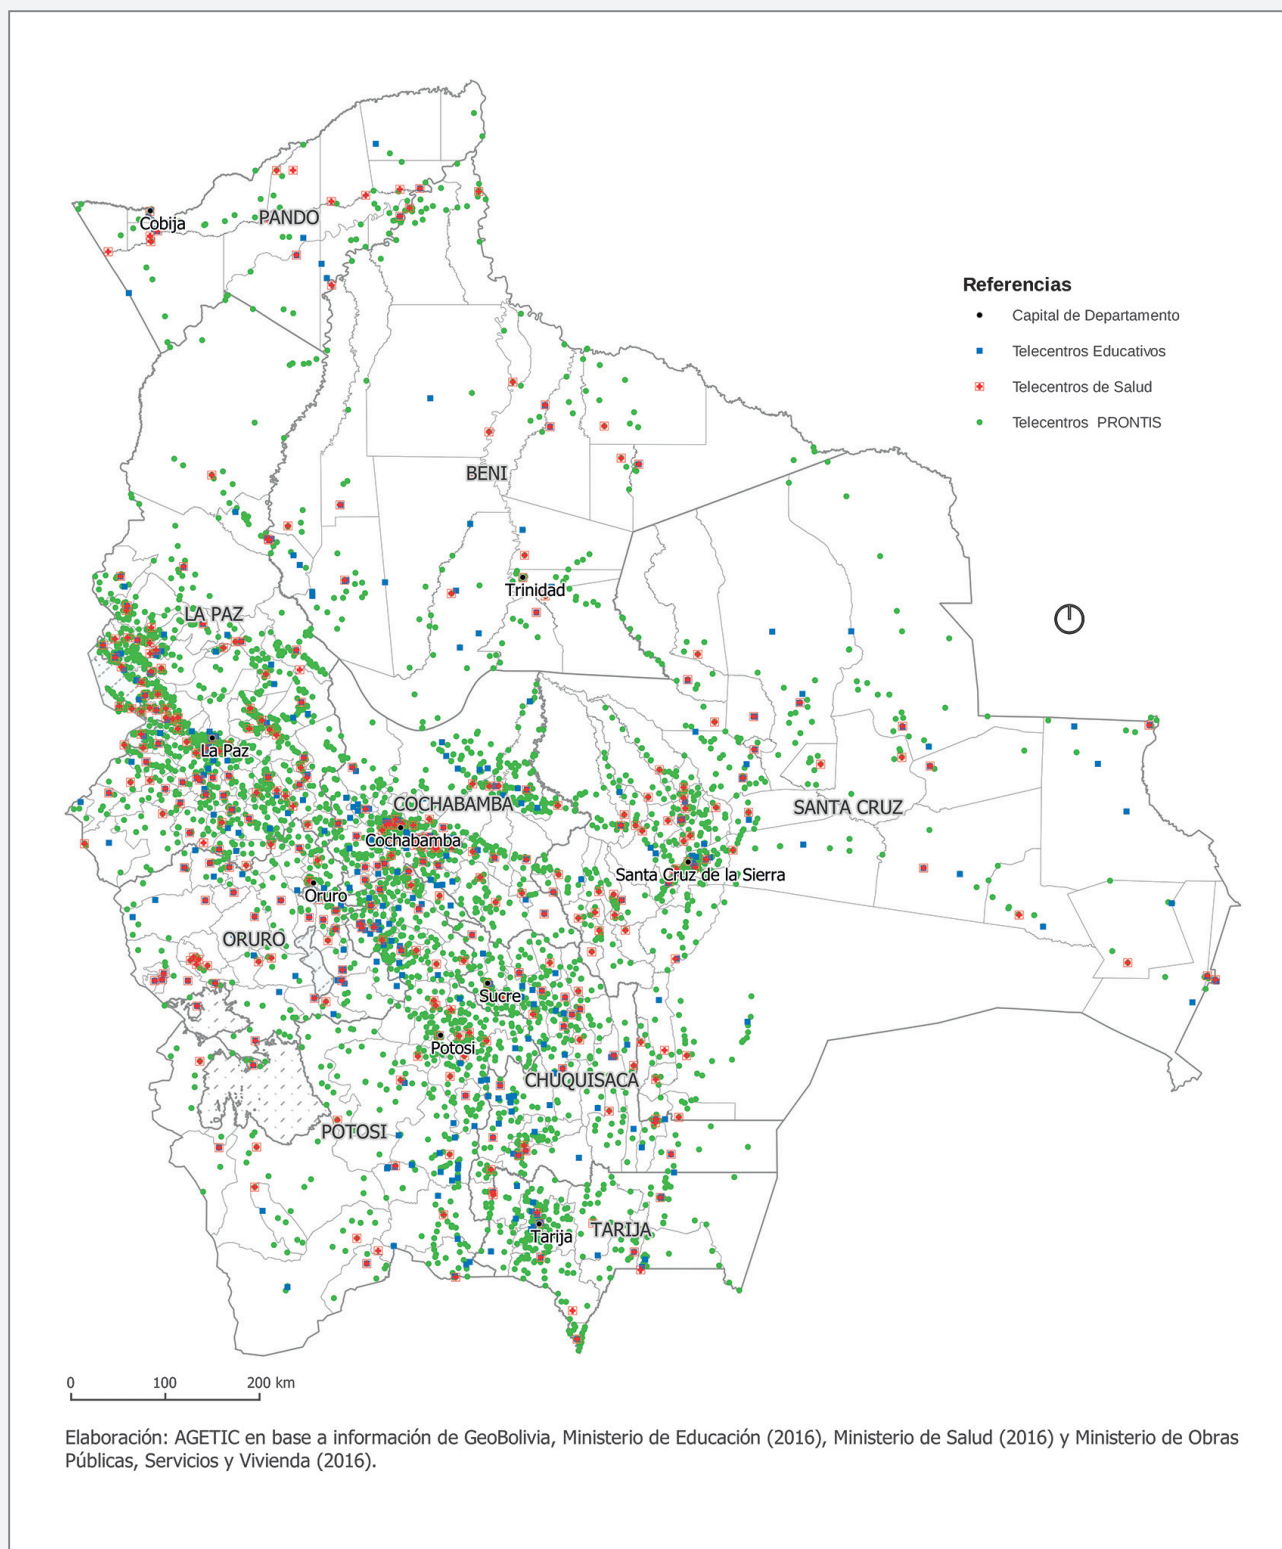 Cobija
PANDO
Referencias
Capital de Departamento
Telecentros Educativos
Telecentros de Salud
Telecentros PRONTIS
BENI
Trinidad
LA PAZ
La Paz
COCHABAMBA
SANTA CRUZ
Cochabamba
Santa Cruz de la Sierra
Oruro
ORURO
Sucre
Potosi
CHUQUISACA
POTOSI
TARIJA
Tarija
0 100 200 km
Elaboración: AGETIC en base a información de GeoBolivia, Ministerio de Educación (2016), Ministerio de Salud (2016) y Ministerio de Obras
Públicas, Servicios y Vivienda (2016).